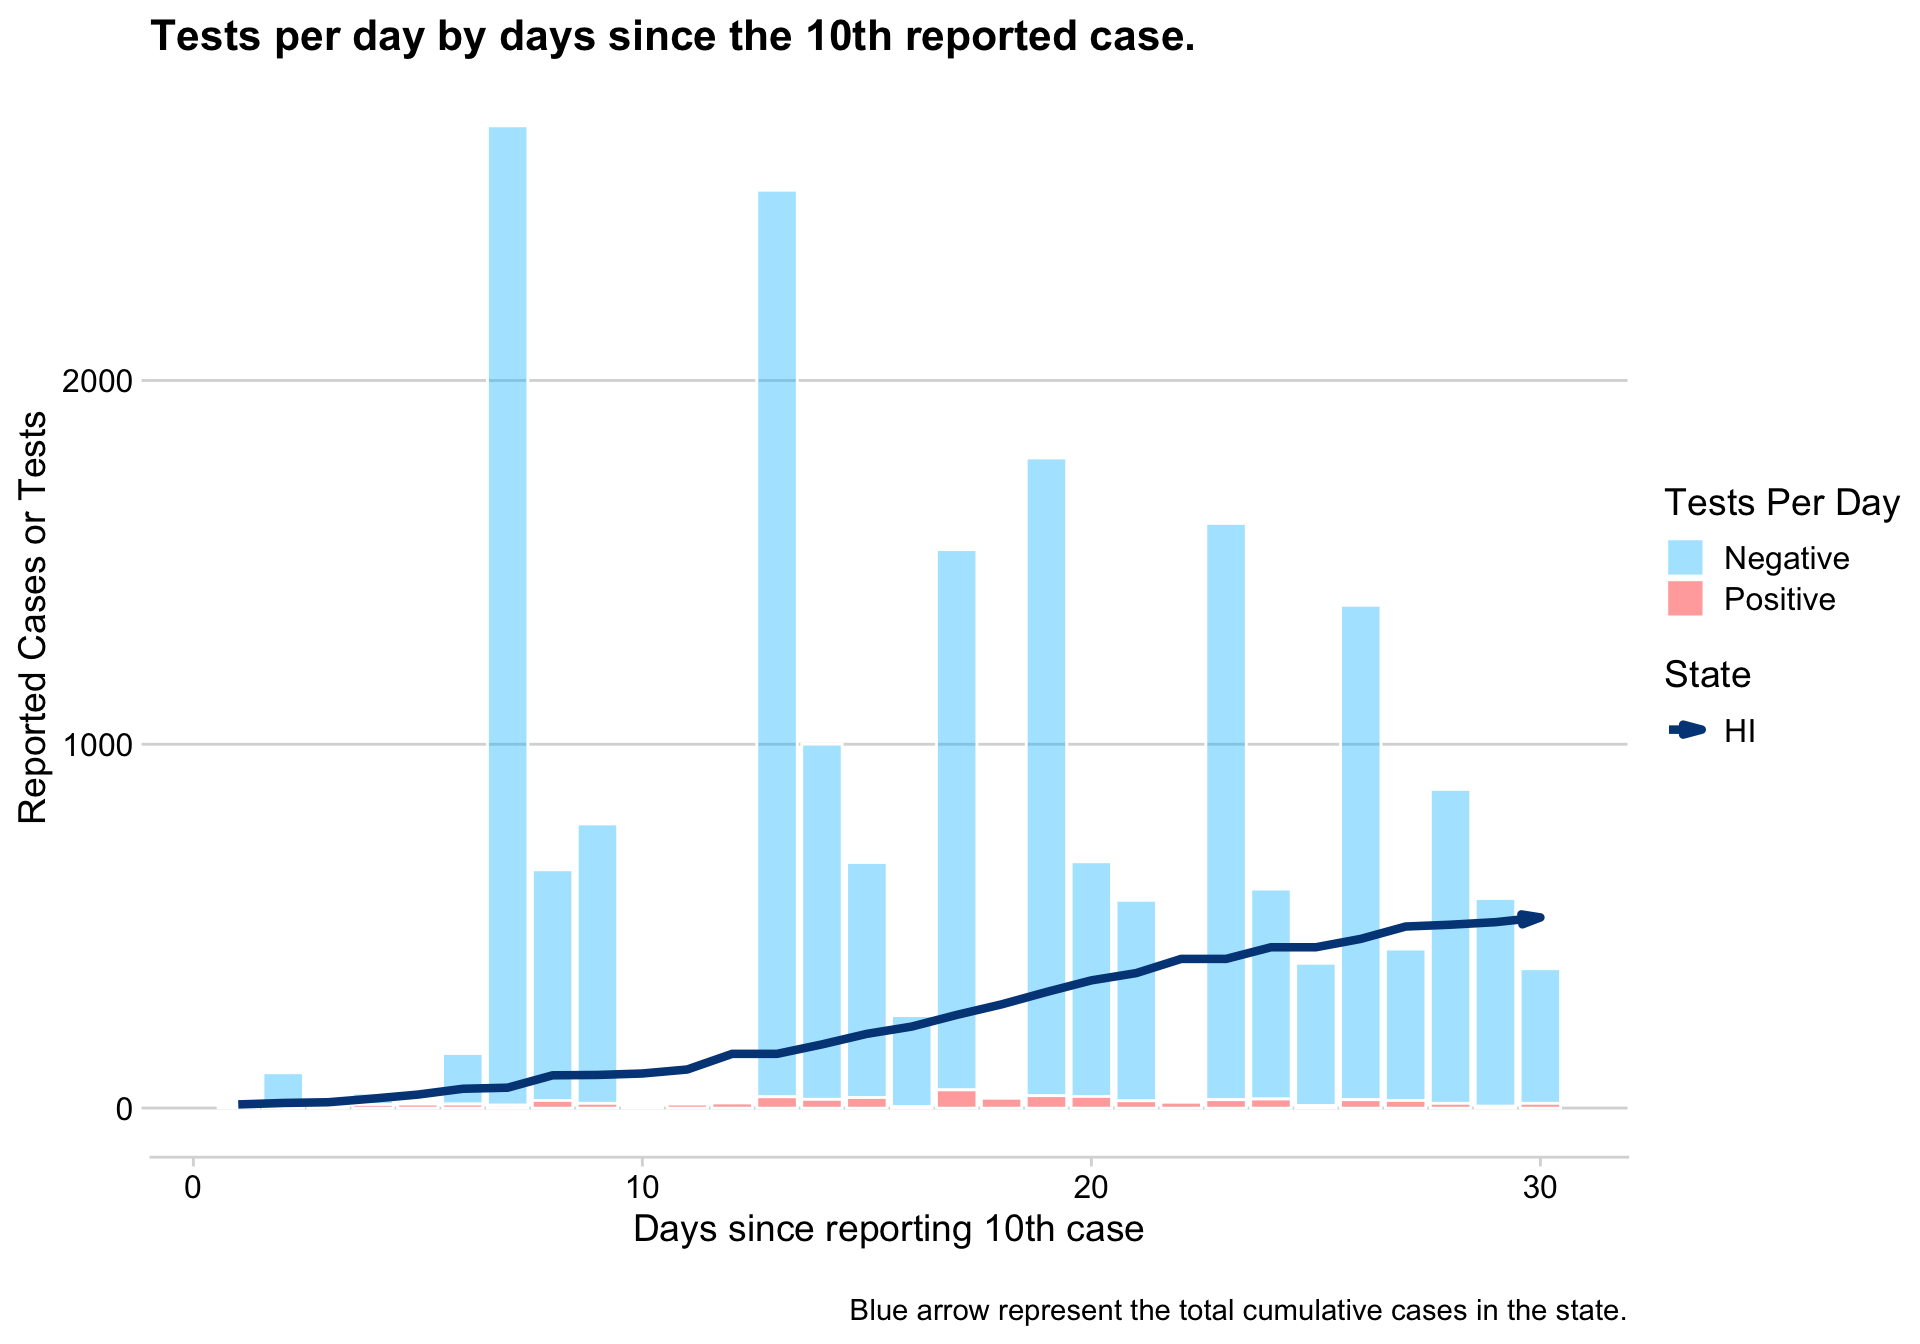 Tests per day by days since the 10th reported case.
Reported Cases or Tests
2000
1000
0
0
10
20
30
Days since reporting 10th case
Tests Per Day
Negative
Positive
State
HI
Blue arrow represent the total cumulative cases in the state.